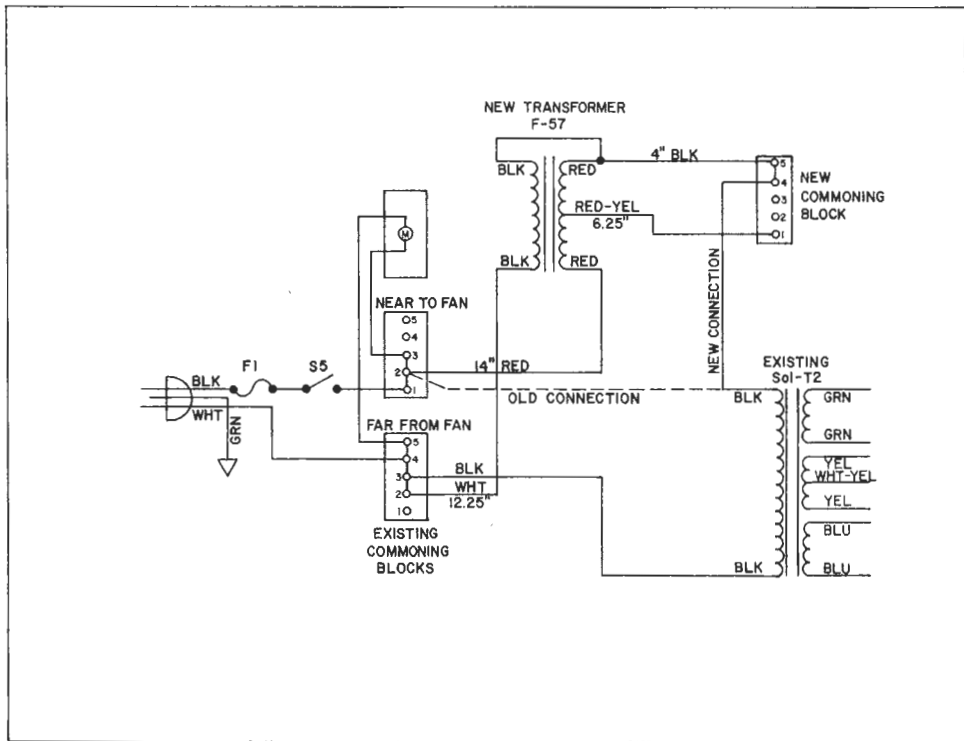 NEW TRANSFORMER
F-57
BLK
RED
4" BLK
5
4
3
2
1
NEW
COMMONING
BLOCK
RED-YEL
6.25"
M
BLK
RED
NEAR TO FAN
5
4
3
2
1
14" RED
NEW CONNECTION
OLD CONNECTION
F1
S5
BLK
WHT
GRN
EXISTING
Sol-T2
BLK
GRN
GRN
YEL
WHT-YEL
YEL
BLU
BLU
BLK
FAR FROM FAN
5
4
3
2
1
BLK
WHT
12.25"
EXISTING
COMMONING
BLOCKS